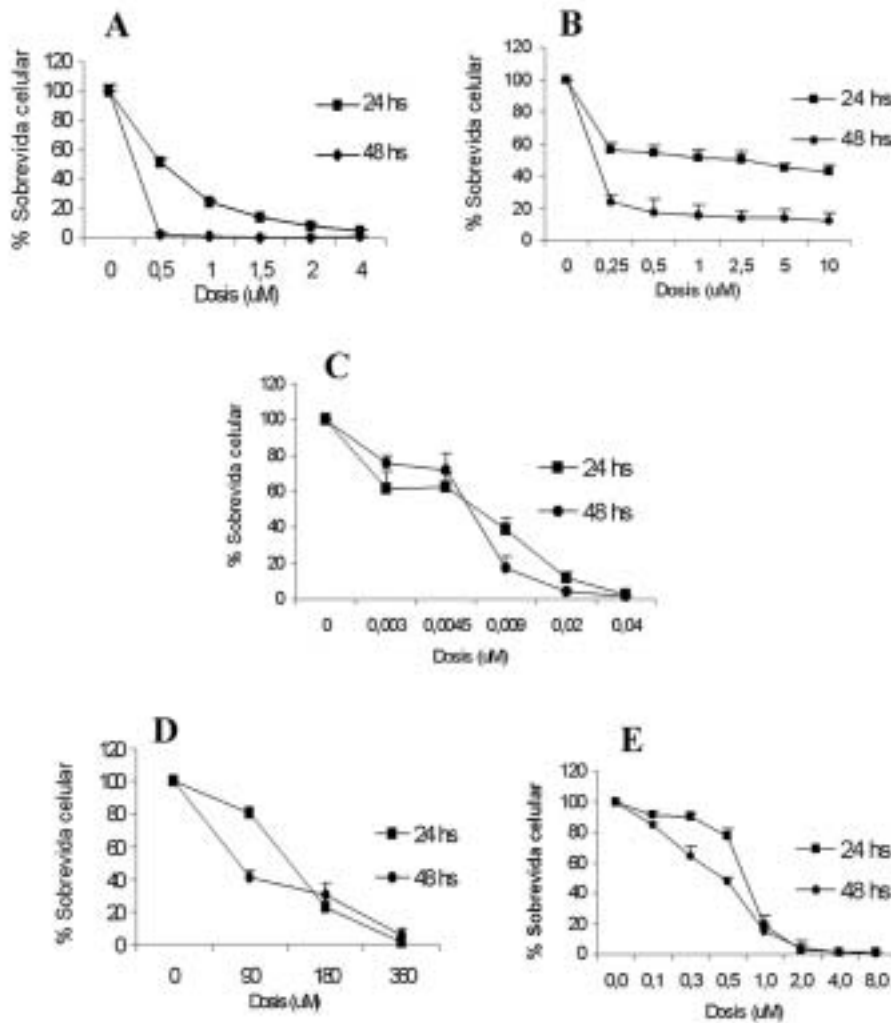 A
% Sobrevida celular
120
100
80
60
40
20
0
0 0,5 1 1,5 2 4
Dosis (uM)
24 hs
48 hs
B
% Sobrevida celular
120
100
80
60
40
20
0
0 0,25 0,5 1 2,5 5 10
Dosis (uM)
24 hs
48 hs
C
% Sobrevida celular
120
100
80
60
40
20
0
0 0,003 0,0045 0,009 0,02 0,04
Dosis (uM)
24 hs
48 hs
D
% Sobrevida celular
120
100
80
60
40
20
0
0 90 180 360
Dosis (uM)
24 hs
48 hs
E
% Sobrevida celular
120
100
80
60
40
20
0
0,0 0,1 0,3 0,5 1,0 2,0 4,0 8,0
Dosis (uM)
24 hs
48 hs